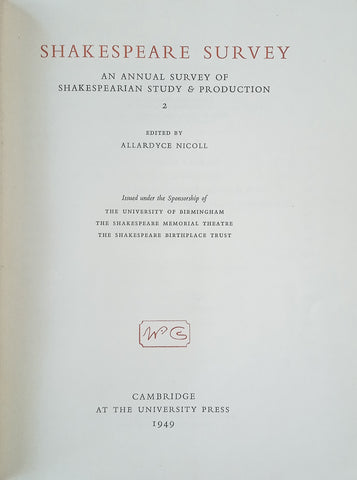 SHAKESPEARE SURVEY
AN ANNUAL SURVEY OF
SHAKESPEARIAN STUDY & PRODUCTION
2
EDITED BY
ALLARDYCE NICOLL
Issued under the Sponsorship of
THE UNIVERSITY OF BIRMINGHAM
THE SHAKESPEARE MEMORIAL THEATRE
THE SHAKESPEARE BIRTHPLACE TRUST
CAMBRIDGE
AT THE UNIVERSITY PRESS
1949